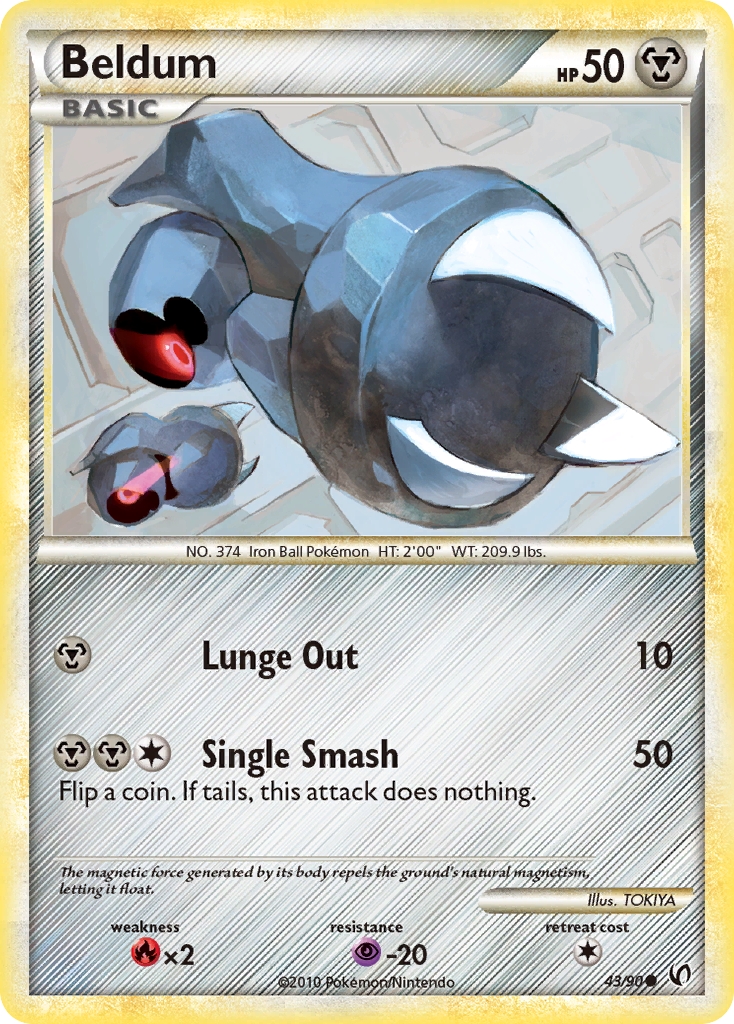 Beldum
HP 50
BASIC
NO. 374 Iron Ball Pokémon HT: 2'00" WT: 209.9 lbs.
Lunge Out 10
Single Smash 50
Flip a coin. If tails, this attack does nothing.
The magnetic force generated by its body repels the ground's natural magnetism,
letting it float.
Illus. TOKIYA
weakness resistance retreat cost
×2 -20
©2010 Pokémon/Nintendo 43/90